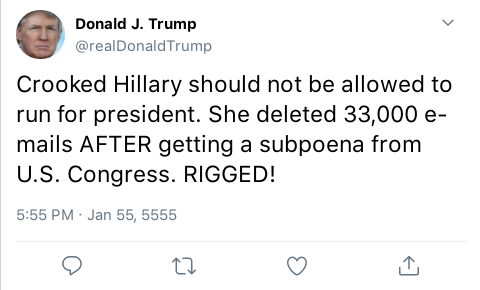 Donald J. Trump
@realDonaldTrump
Crooked Hillary should not be allowed to
run for president. She deleted 33,000 e-
mails AFTER getting a subpoena from
U.S. Congress. RIGGED!
5:55 PM · Jan 55, 5555